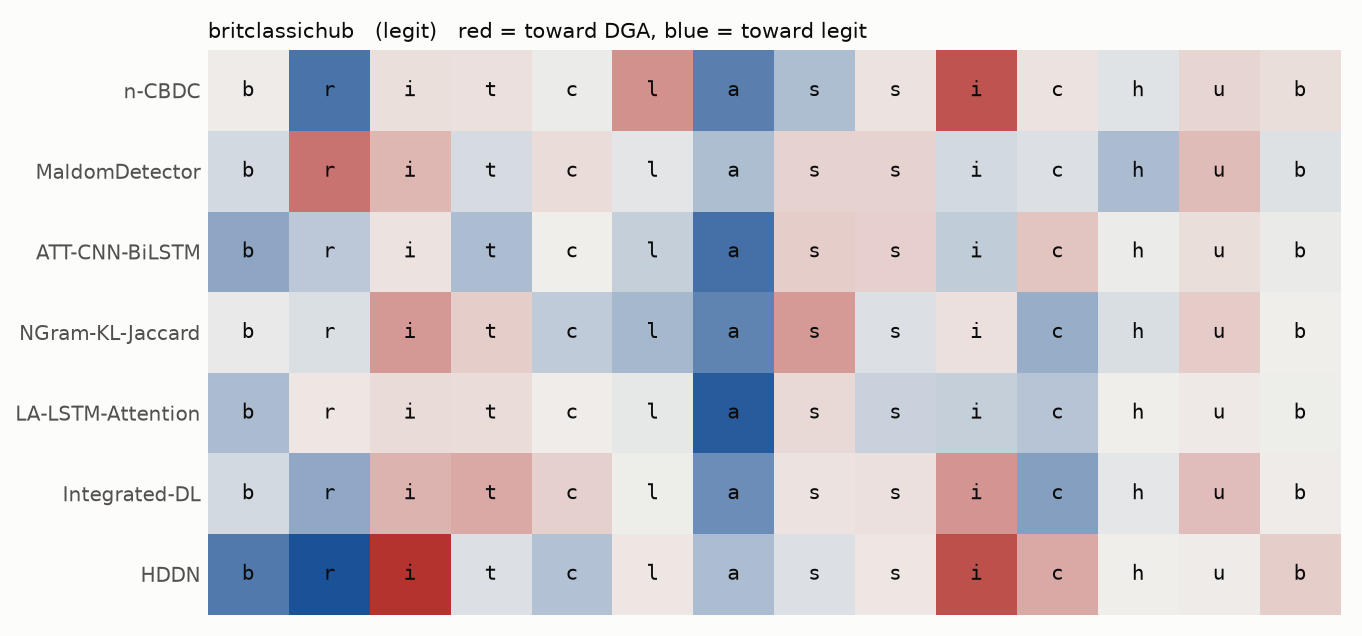 britclassichub (legit) red = toward DGA, blue = toward legit
n-CBDC b r i t c l a s s i c h u b
MaldomDetector b r i t c l a s s i c h u b
ATT-CNN-BiLSTM b r i t c l a s s i c h u b
NGram-KL-Jaccard b r i t c l a s s i c h u b
LA-LSTM-Attention b r i t c l a s s i c h u b
Integrated-DL b r i t c l a s s i c h u b
HDDN b r i t c l a s s i c h u b